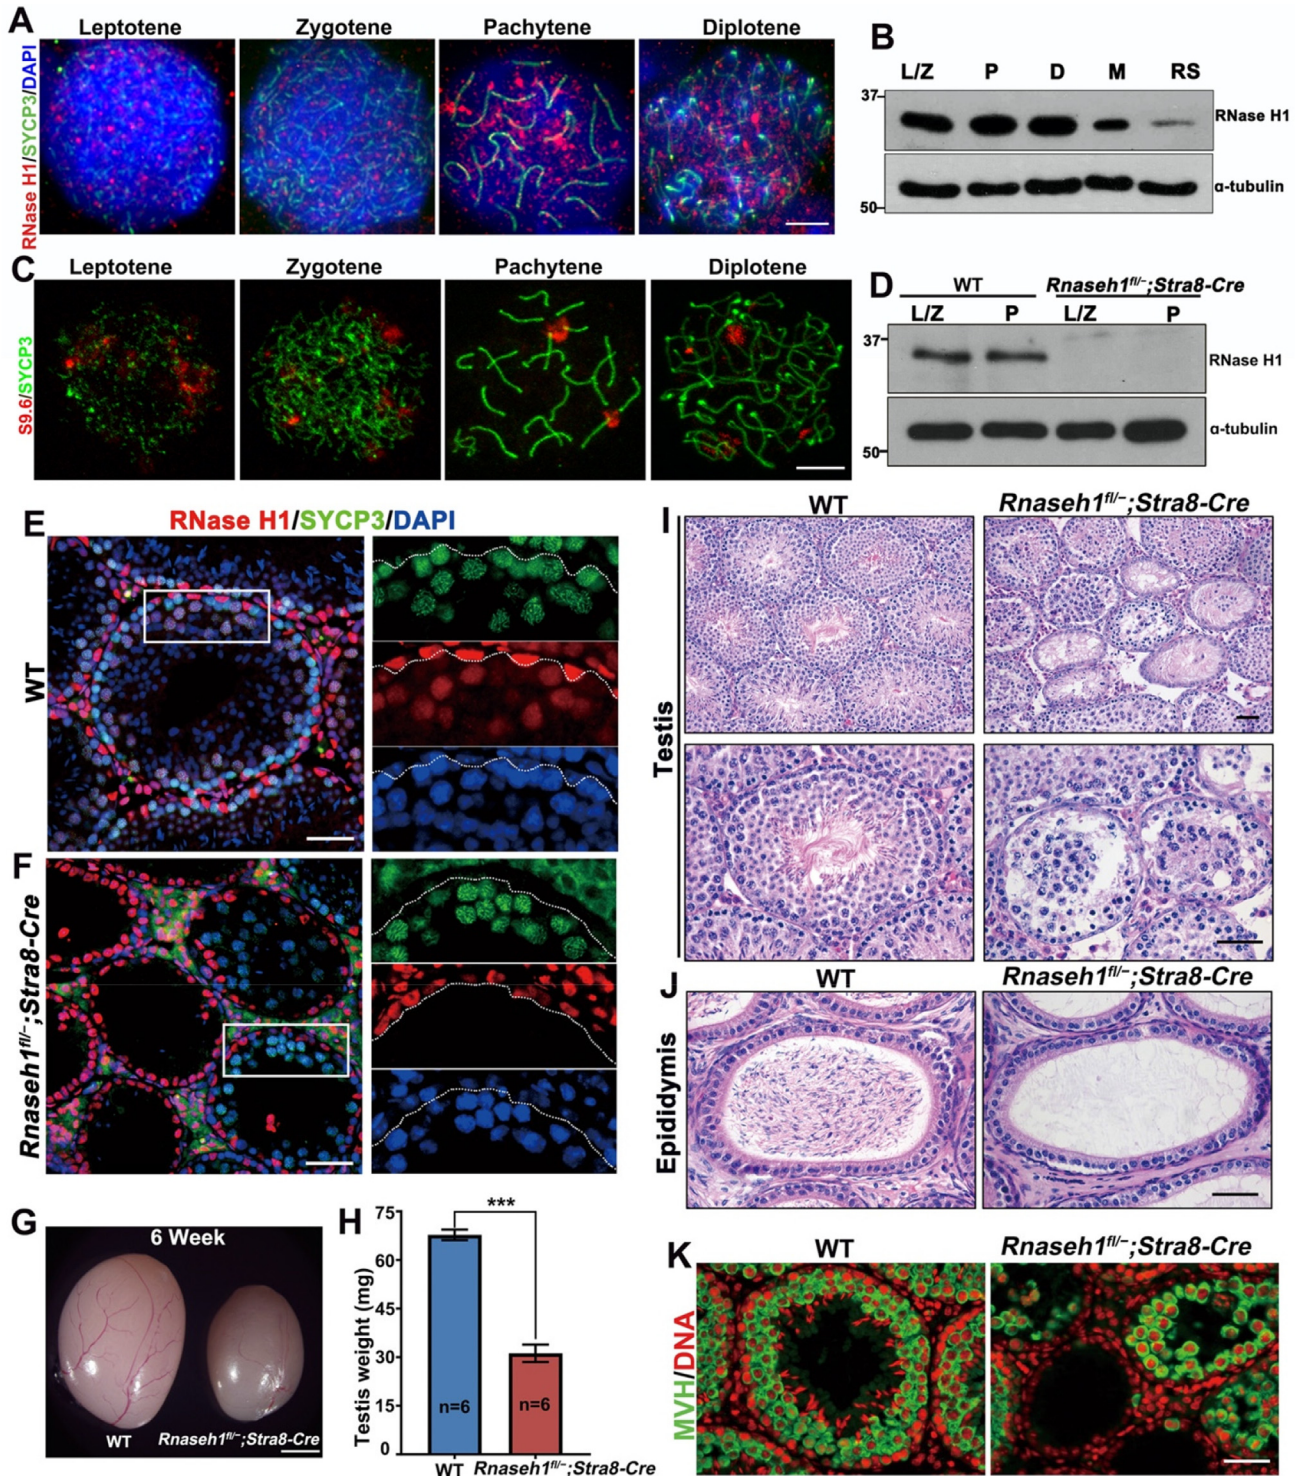 A
Leptotene
Zygotene
Pachytene
Diplotene
RNase H1/SYCP3/DAPI
B
L/Z P D M RS
37
RNase H1
α-tubulin
50
C
Leptotene
Zygotene
Pachytene
Diplotene
S9.6/SYCP3
D
WT
Rnaseh1fl/−;Stra8-Cre
L/Z P L/Z P
37
RNase H1
α-tubulin
50
E
RNase H1/SYCP3/DAPI
WT
F
Rnaseh1fl/−;Stra8-Cre
G
6 Week
WT
Rnaseh1fl/−;Stra8-Cre
H
***
Testis weight (mg)
75
60
45
30
15
0
n=6
n=6
WT
Rnaseh1fl/−;Stra8-Cre
I
WT
Rnaseh1fl/−;Stra8-Cre
Testis
J
WT
Rnaseh1fl/−;Stra8-Cre
Epididymis
K
WT
Rnaseh1fl/−;Stra8-Cre
MVH/DNA